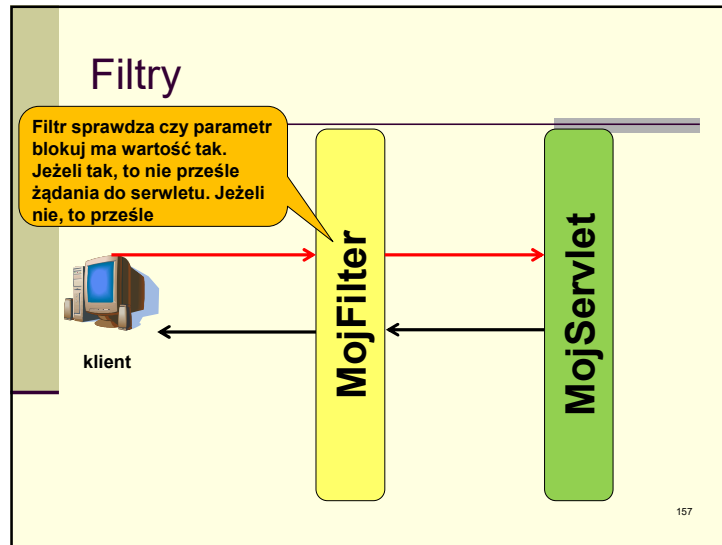 Filtry
Filtr sprawdza czy parametr
blokuj ma wartość tak.
Jeżeli tak, to nie prześle
żądania do serwletu. Jeżeli
nie, to prześle
MojFilter
MojServlet
klient
157